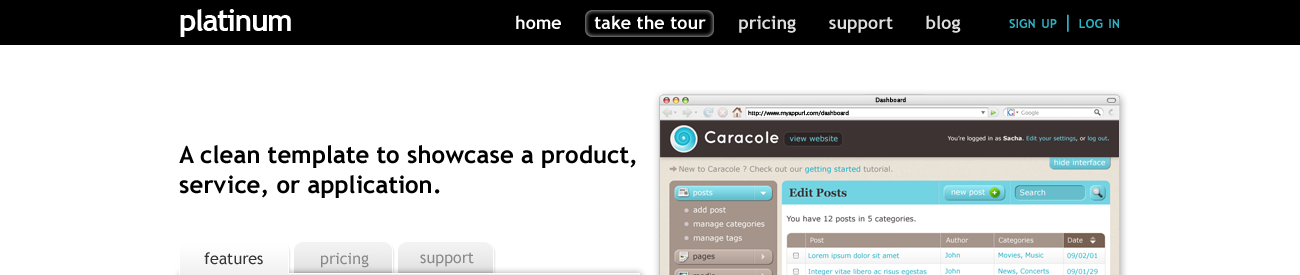 platinum
home take the tour pricing support blog SIGN UP | LOG IN
A clean template to showcase a product,
service, or application.
features pricing support
Dashboard
http://www.myappurl.com/dashboard Google
Caracole view website You're logged in as Sacha. Edit your settings, or log out.
hide interface
New to Caracole ? Check out our getting started tutorial.
posts
add post
manage categories
manage tags
pages
media
Edit Posts new post Search
You have 12 posts in 5 categories.
Post Author Categories Date
Lorem ipsum dolor sit amet John Movies, Music 09/02/01
Integer vitae libero ac risus egestas John News, Concerts 09/01/29